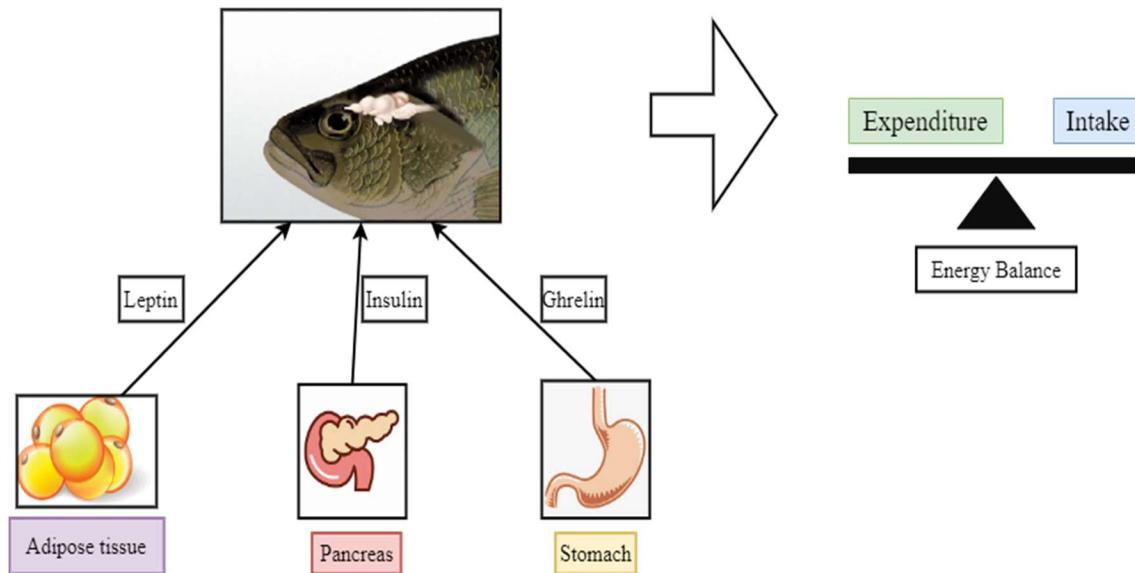 Expenditure
Intake
Energy Balance
Leptin
Insulin
Ghrelin
Adipose tissue
Pancreas
Stomach